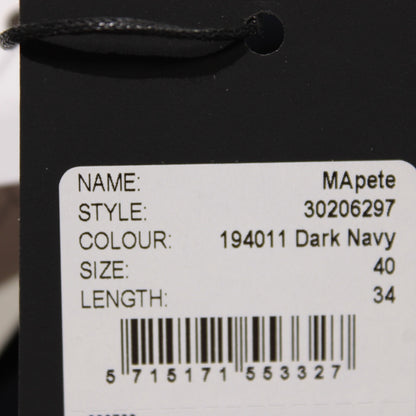 NAME: MApete
STYLE: 30206297
COLOUR: 194011 Dark Navy
SIZE: 40
LENGTH: 34
5 715171 553327